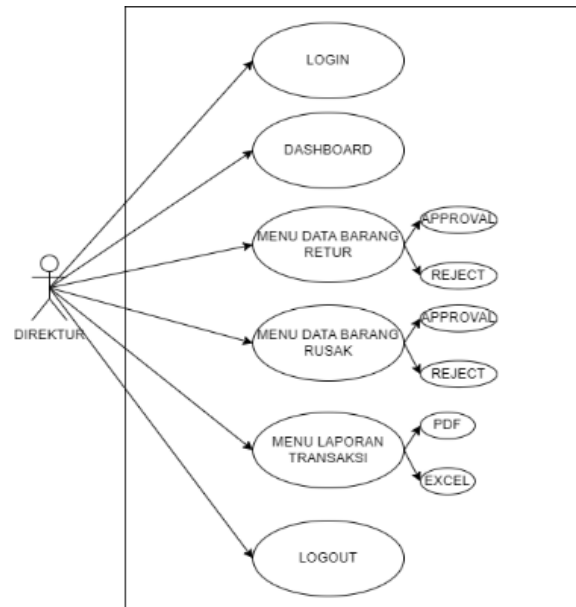 LOGIN
DASHBOARD
MENU DATA BARANG
RETUR
APPROVAL
REJECT
DIREKTUR
MENU DATA BARANG
RUSAK
APPROVAL
REJECT
MENU LAPORAN
TRANSAKSI
PDF
EXCEL
LOGOUT